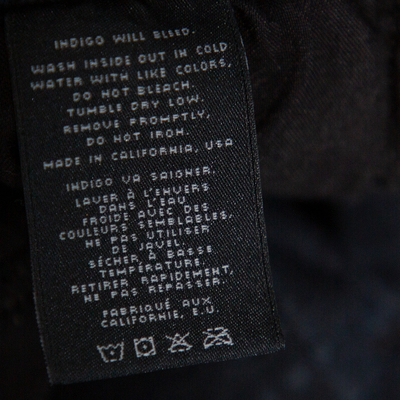 INDIGO WILL BLEED.
WASH INSIDE OUT IN COLD
WATER WITH LIKE COLORS,
DO NOT BLEACH.
TUMBLE DRY LOW.
REMOVE PROMPTLY,
DO NOT IRON.
MADE IN CALIFORNIA, USA
INDIGO VA SAIGNER.
LAVER À L'ENVERS
DANS L'EAU
FROIDE AVEC DES
COULEURS SEMBLABLES,
NE PAS UTILISER
DE JAVEL.
SÉCHER À BASSE
TEMPÉRATURE.
RETIRER RAPIDEMENT,
NE PAS REPASSER.
FABRIQUÉ AUX
CALIFORNIE, E.U.